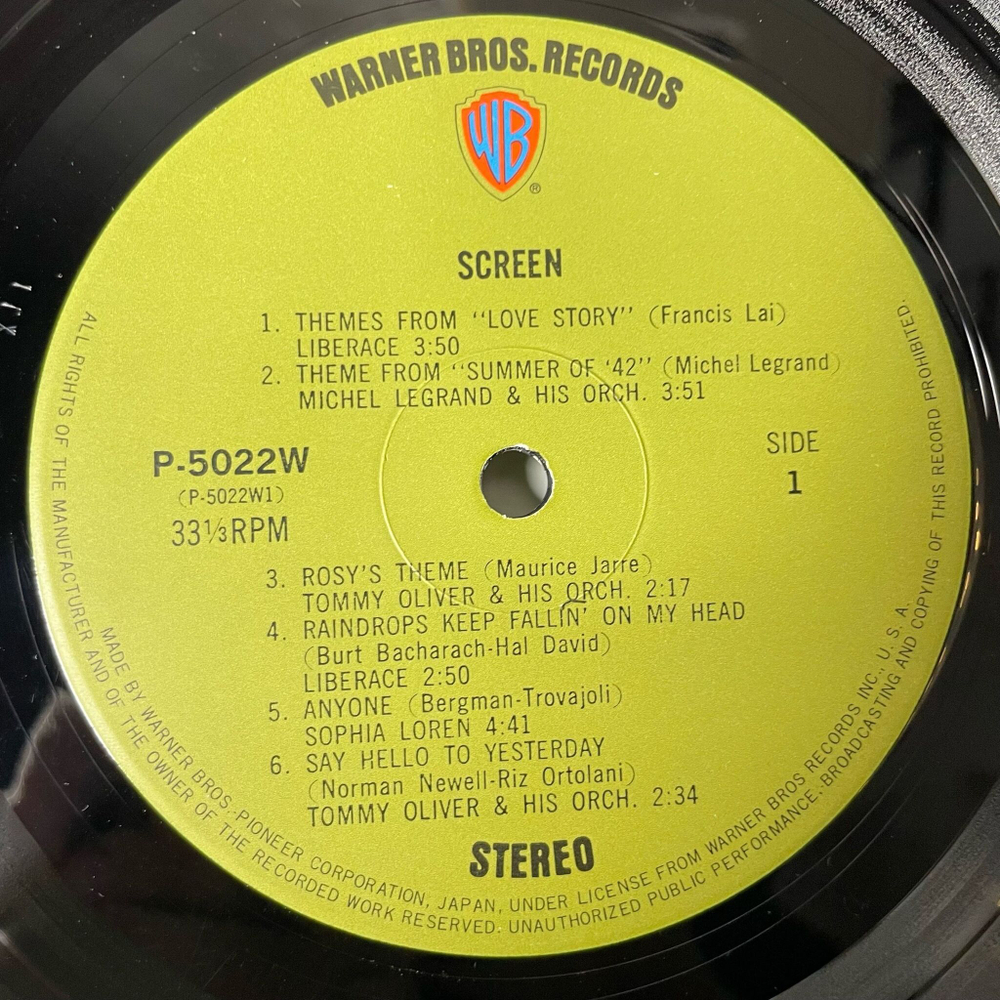 WARNER BROS. RECORDS
WB
®
SCREEN
1. THEMES FROM “LOVE STORY” (Francis Lai)
LIBERACE 3:50
2. THEME FROM “SUMMER OF ‘42” (Michel Legrand)
MICHEL LEGRAND & HIS ORCH. 3:51
P-5022W
(P-5022W1)
33⅓RPM
SIDE
1
3. ROSY'S THEME (Maurice Jarre)
TOMMY OLIVER & HIS ORCH. 2:17
4. RAINDROPS KEEP FALLIN' ON MY HEAD
(Burt Bacharach-Hal David)
LIBERACE 2:50
5. ANYONE (Bergman-Trovajoli)
SOPHIA LOREN 4:41
6. SAY HELLO TO YESTERDAY
(Norman Newell-Riz Ortolani)
TOMMY OLIVER & HIS ORCH. 2:34
STEREO
MADE BY WARNER BROS.-PIONEER CORPORATION, JAPAN, UNDER LICENSE FROM WARNER BROS RECORDS INC., U. S. A.
ALL RIGHTS OF THE MANUFACTURER AND OF THE OWNER OF THE RECORDED WORK RESERVED. UNAUTHORIZED PUBLIC PERFORMANCE. BROADCASTING AND COPYING OF THIS RECORD PROHIBITED.